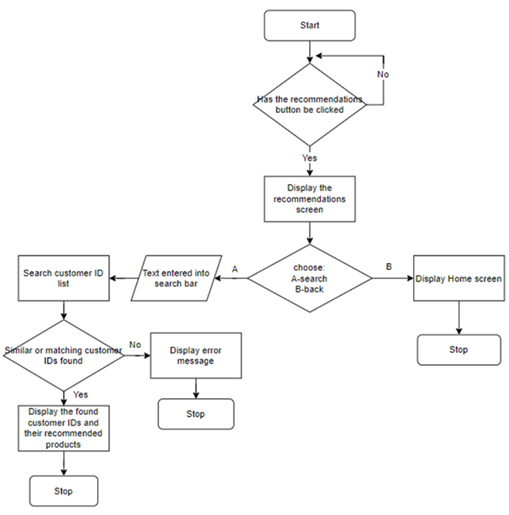 Start
No
Has the recommendations
button be clicked
Yes
Display the
recommendations
screen
choose:
A-search
B-back
A
B
Text entered into
search bar
Search customer ID
list
Display Home screen
Stop
Similar or matching customer
IDs found
No
Display error
message
Stop
Yes
Display the found
customer IDs and
their recommended
products
Stop